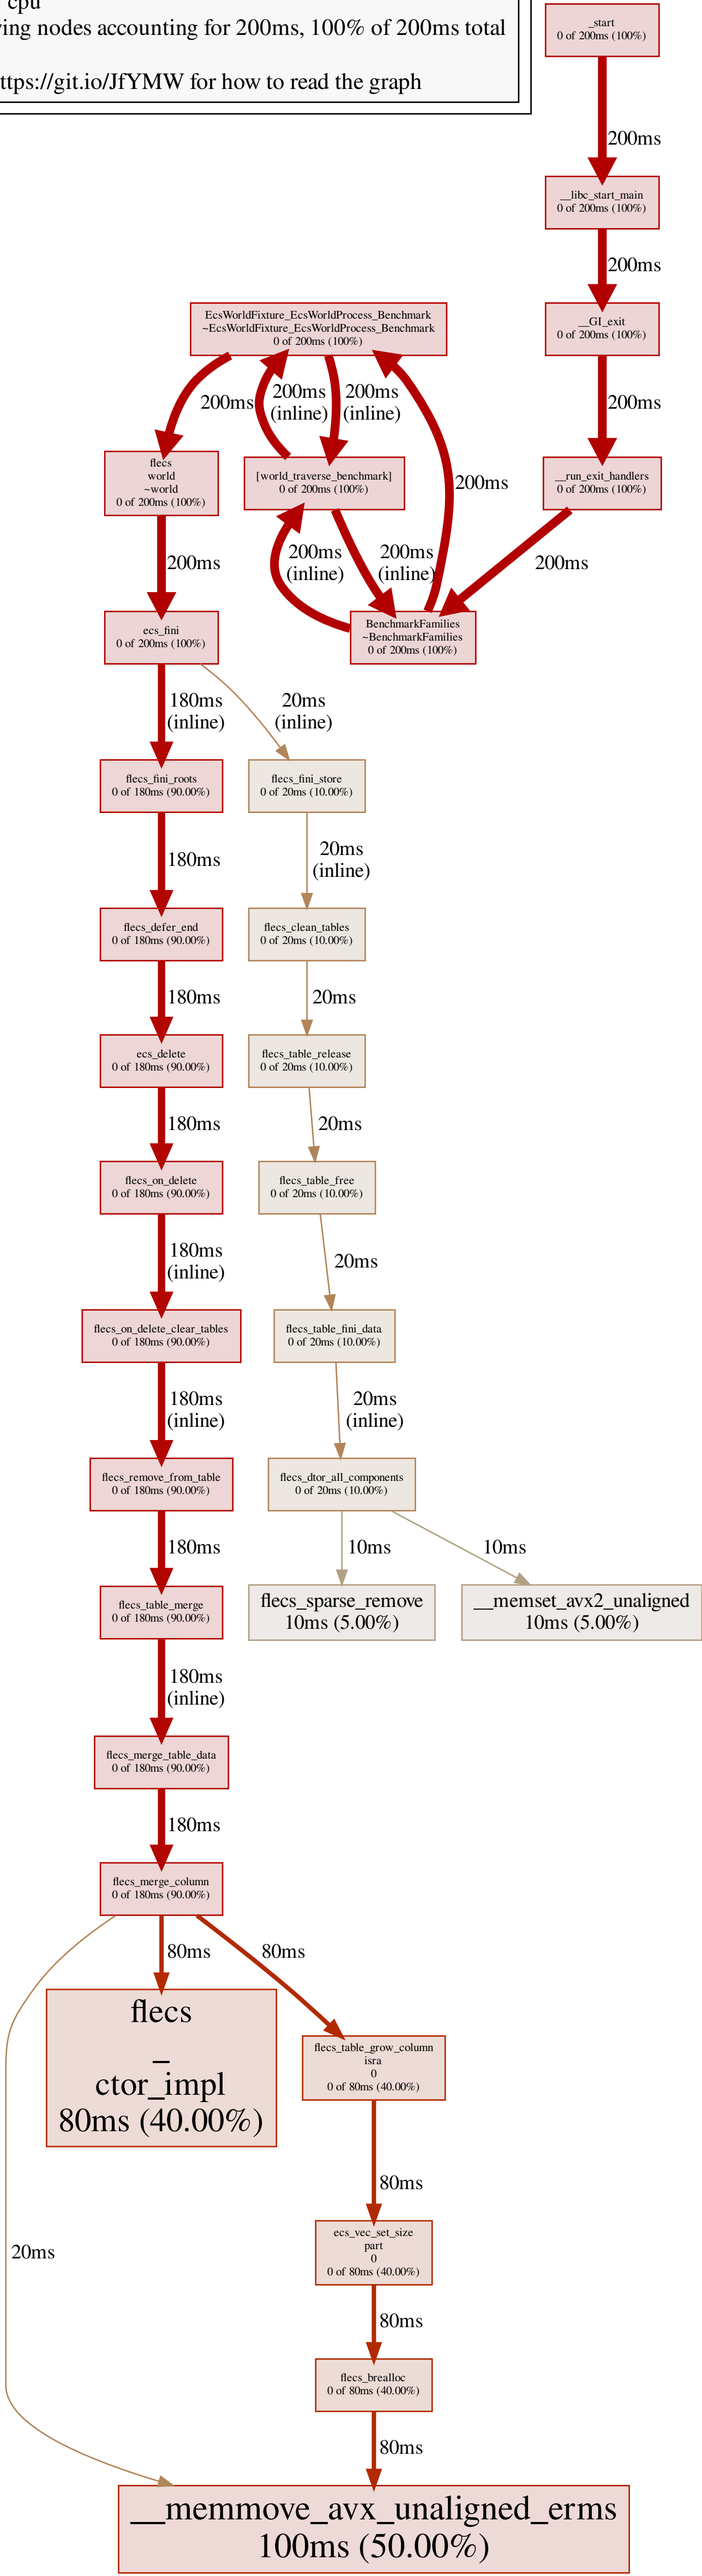 cpu
ing nodes accounting for 200ms, 100% of 200ms total
ttps://git.io/JfYMW for how to read the graph
_start
0 of 200ms (100%)
200ms
__libc_start_main
0 of 200ms (100%)
200ms
EcsWorldFixture_EcsWorldProcess_Benchmark
~EcsWorldFixture_EcsWorldProcess_Benchmark
0 of 200ms (100%)
__GI_exit
0 of 200ms (100%)
200ms
200ms
(inline)
200ms
(inline)
200ms
flecs
world
~world
0 of 200ms (100%)
[world_traverse_benchmark]
0 of 200ms (100%)
200ms
__run_exit_handlers
0 of 200ms (100%)
200ms
200ms
(inline)
200ms
(inline)
200ms
ecs_fini
0 of 200ms (100%)
BenchmarkFamilies
~BenchmarkFamilies
0 of 200ms (100%)
180ms
(inline)
20ms
(inline)
flecs_fini_roots
0 of 180ms (90.00%)
flecs_fini_store
0 of 20ms (10.00%)
180ms
20ms
(inline)
flecs_defer_end
0 of 180ms (90.00%)
flecs_clean_tables
0 of 20ms (10.00%)
180ms
20ms
ecs_delete
0 of 180ms (90.00%)
flecs_table_release
0 of 20ms (10.00%)
180ms
20ms
flecs_on_delete
0 of 180ms (90.00%)
flecs_table_free
0 of 20ms (10.00%)
180ms
(inline)
20ms
flecs_on_delete_clear_tables
0 of 180ms (90.00%)
flecs_table_fini_data
0 of 20ms (10.00%)
180ms
(inline)
20ms
(inline)
flecs_remove_from_table
0 of 180ms (90.00%)
flecs_dtor_all_components
0 of 20ms (10.00%)
180ms
10ms
10ms
flecs_table_merge
0 of 180ms (90.00%)
flecs_sparse_remove
10ms (5.00%)
__memset_avx2_unaligned
10ms (5.00%)
180ms
(inline)
flecs_merge_table_data
0 of 180ms (90.00%)
180ms
flecs_merge_column
0 of 180ms (90.00%)
80ms
80ms
flecs
_
ctor_impl
80ms (40.00%)
flecs_table_grow_column
isra
0
0 of 80ms (40.00%)
80ms
20ms
ecs_vec_set_size
part
0
0 of 80ms (40.00%)
80ms
flecs_brealloc
0 of 80ms (40.00%)
80ms
__memmove_avx_unaligned_erms
100ms (50.00%)